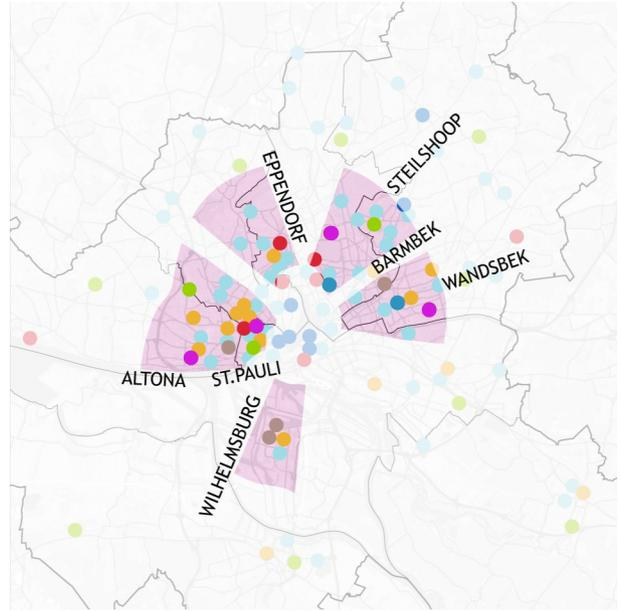 EPPENDORF
STEILSHOOP
BARMBEK
WANDSBEK
ALTONA
ST.PAULI
WILHELMSBURG